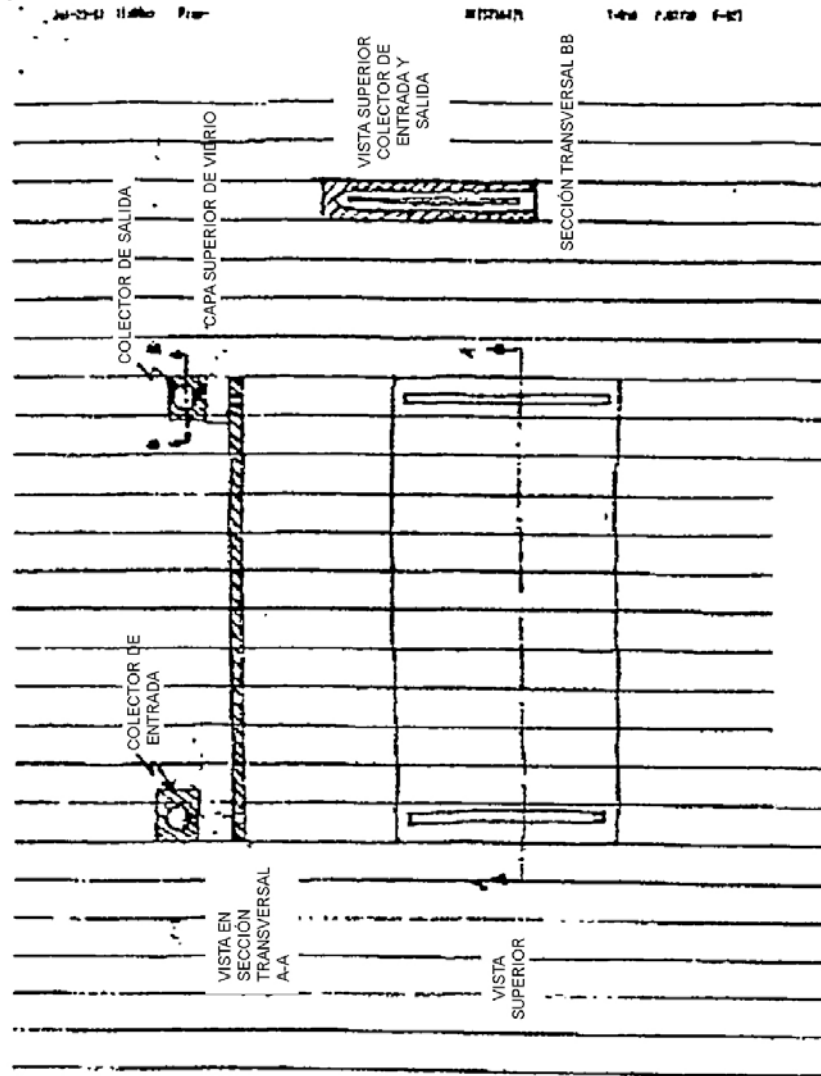 COLECTOR DE SALIDA
CAPA SUPERIOR DE VIDRIO
VISTA SUPERIOR
COLECTOR DE
ENTRADA Y
SALIDA
SECCIÓN TRANSVERSAL BB
COLECTOR DE
ENTRADA
VISTA EN
SECCIÓN
TRANSVERSAL
A-A
VISTA
SUPERIOR